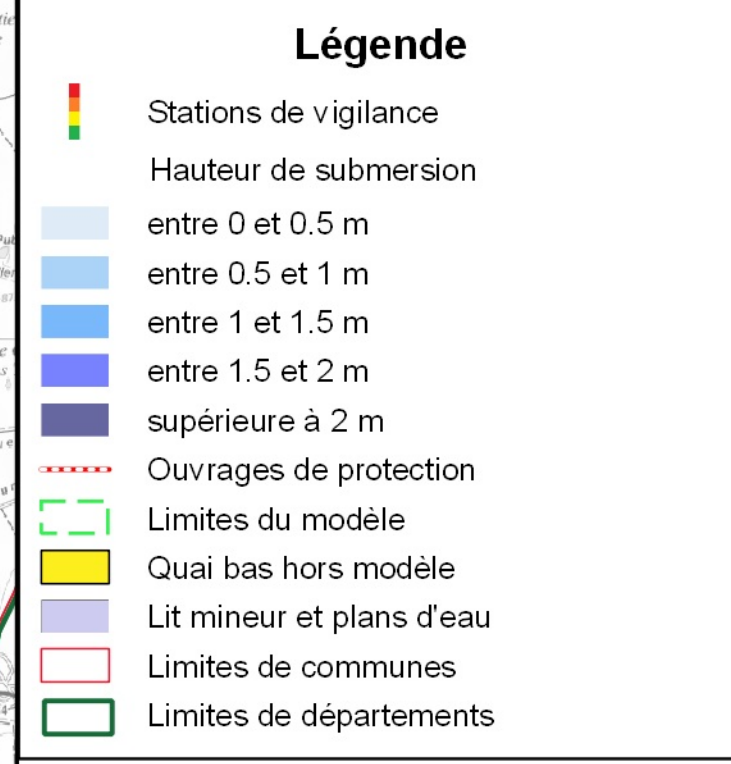 Légende
Stations de vigilance
Hauteur de submersion
entre 0 et 0.5 m
entre 0.5 et 1 m
entre 1 et 1.5 m
entre 1.5 et 2 m
supérieure à 2 m
Ouvrages de protection
Limites du modèle
Quai bas hors modèle
Lit mineur et plans d'eau
Limites de communes
Limites de départements